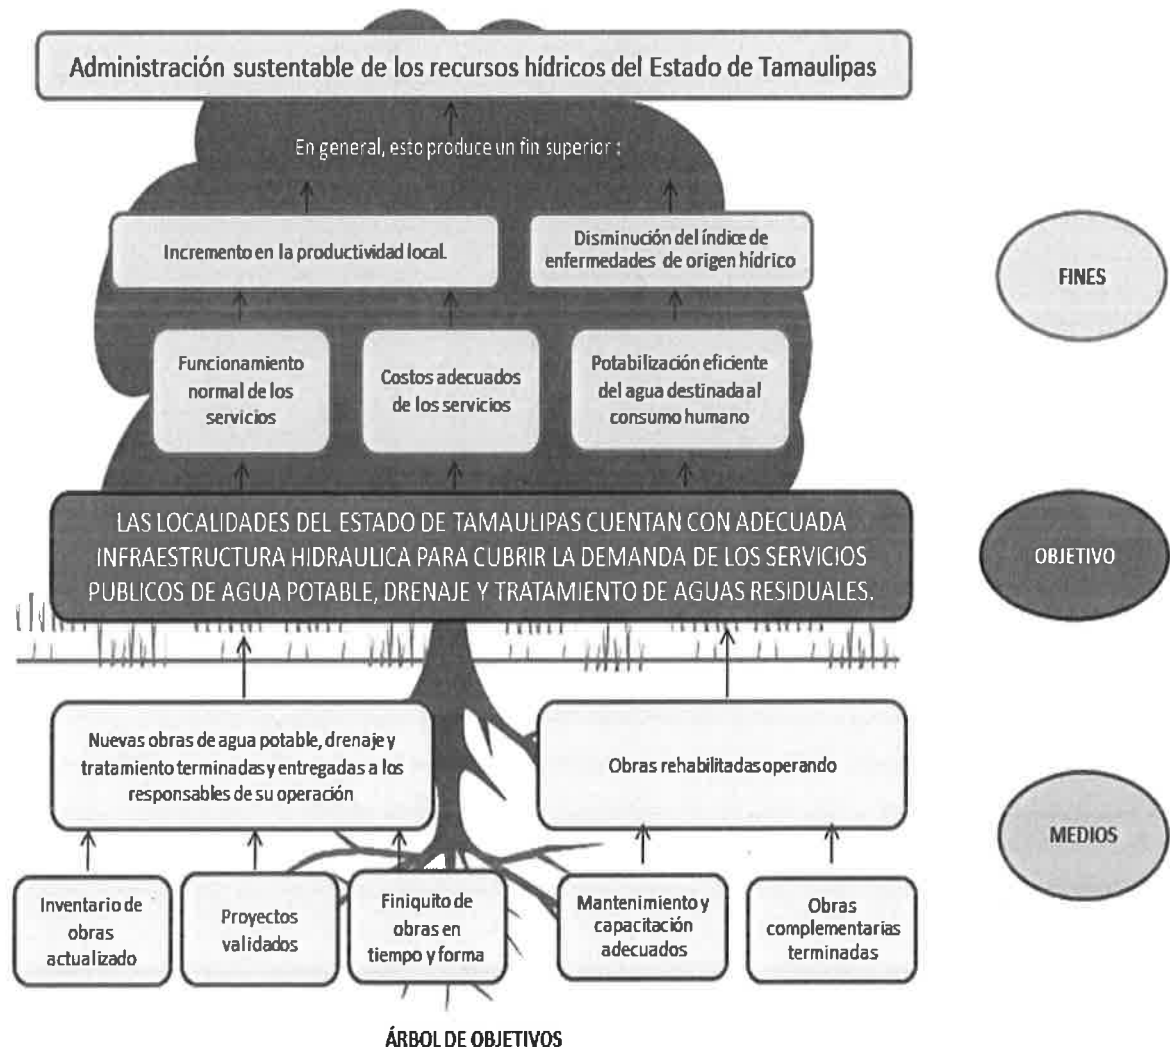 Administración sustentable de los recursos hídricos del Estado de Tamaulipas
En general, esto produce un fin superior :
Incremento en la productividad local.
Disminución del índice de
enfermedades de origen hídrico
FINES
Funcionamiento
normal de los
servicios
Costos adecuados
de los servicios
Potabilización eficiente
del agua destinada al
consumo humano
LAS LOCALIDADES DEL ESTADO DE TAMAULIPAS CUENTAN CON ADECUADA
INFRAESTRUCTURA HIDRAULICA PARA CUBRIR LA DEMANDA DE LOS SERVICIOS
PUBLICOS DE AGUA POTABLE, DRENAJE Y TRATAMIENTO DE AGUAS RESIDUALES.
OBJETIVO
Nuevas obras de agua potable, drenaje y
tratamiento terminadas y entregadas a los
responsables de su operación
Obras rehabilitadas operando
MEDIOS
Inventario de
obras
actualizado
Proyectos
validados
Finiquito de
obras en
tiempo y forma
Mantenimiento y
capacitación
adecuados
Obras
complementarias
terminadas
ÁRBOL DE OBJETIVOS